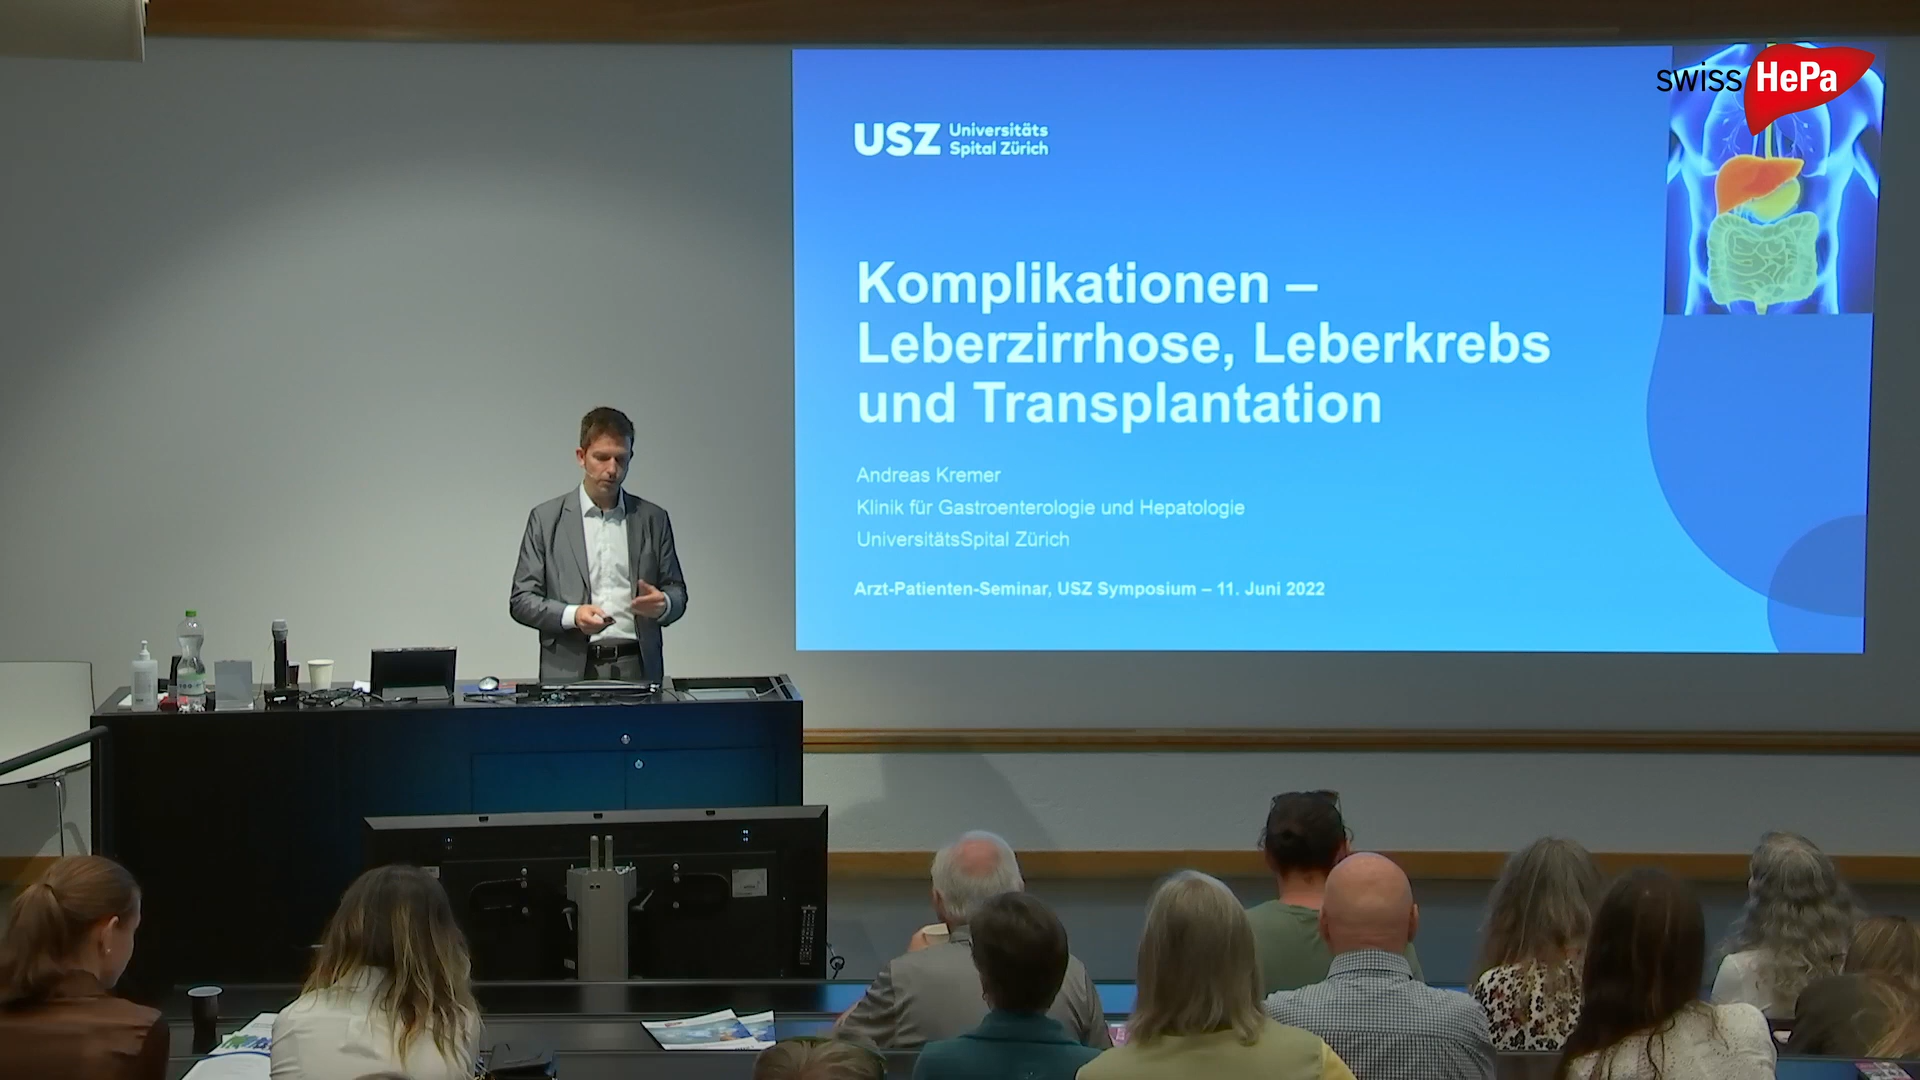 swiss HePa
USZ Universitäts
Spital Zürich
Komplikationen –
Leberzirrhose, Leberkrebs
und Transplantation
Andreas Kremer
Klinik für Gastroenterologie und Hepatologie
UniversitätsSpital Zürich
Arzt-Patienten-Seminar, USZ Symposium – 11. Juni 2022